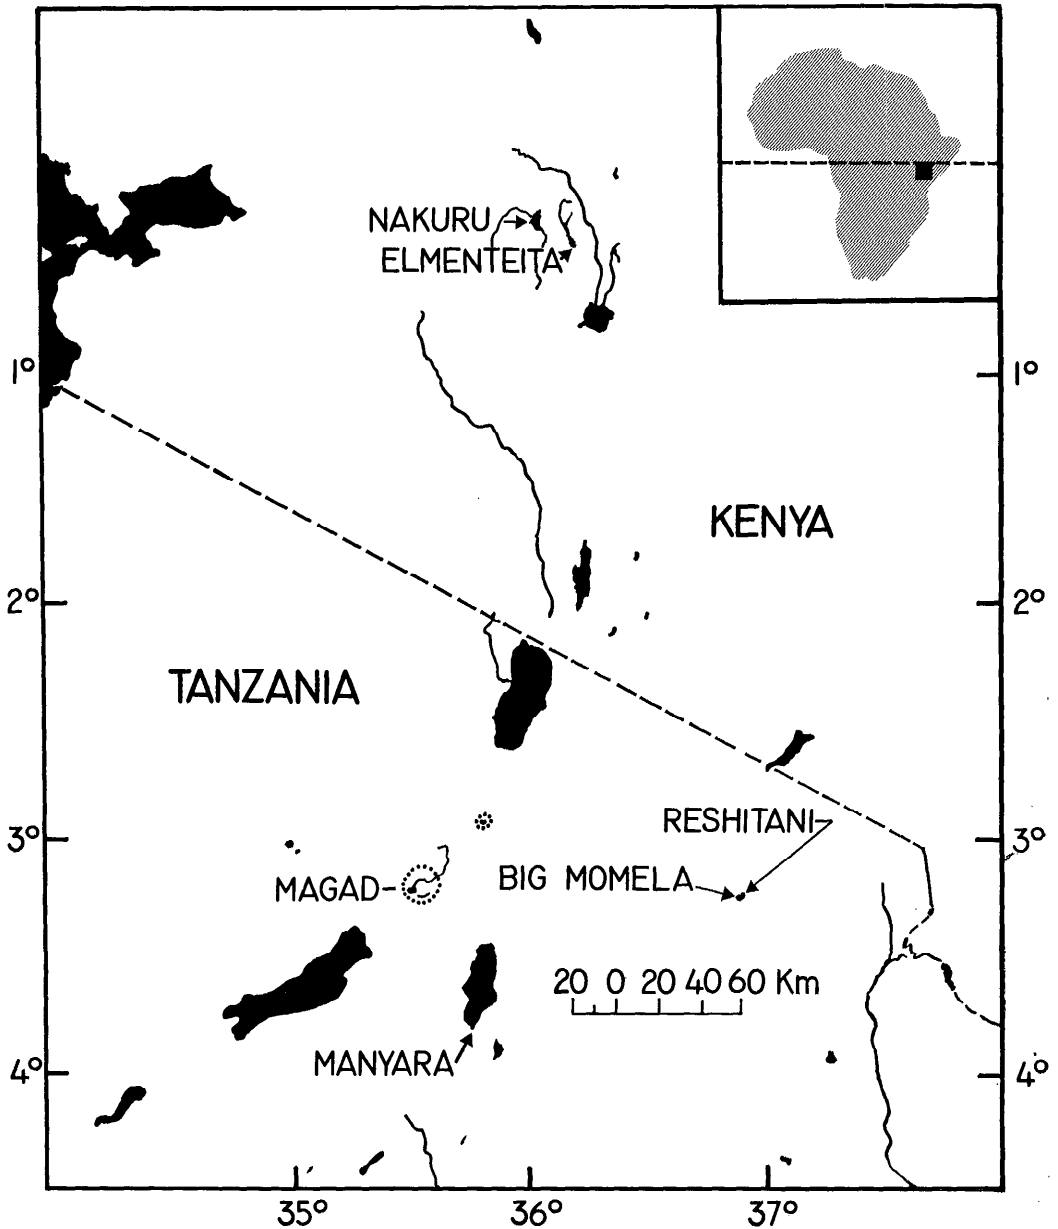 NAKURU
ELMENTEITA
1° 1°
KENYA
2° 2°
TANZANIA
RESHITANI
3° 3°
BIG MOMELA
MAGAD
20 0 20 40 60 Km
MANYARA
4° 4°
35° 36° 37°